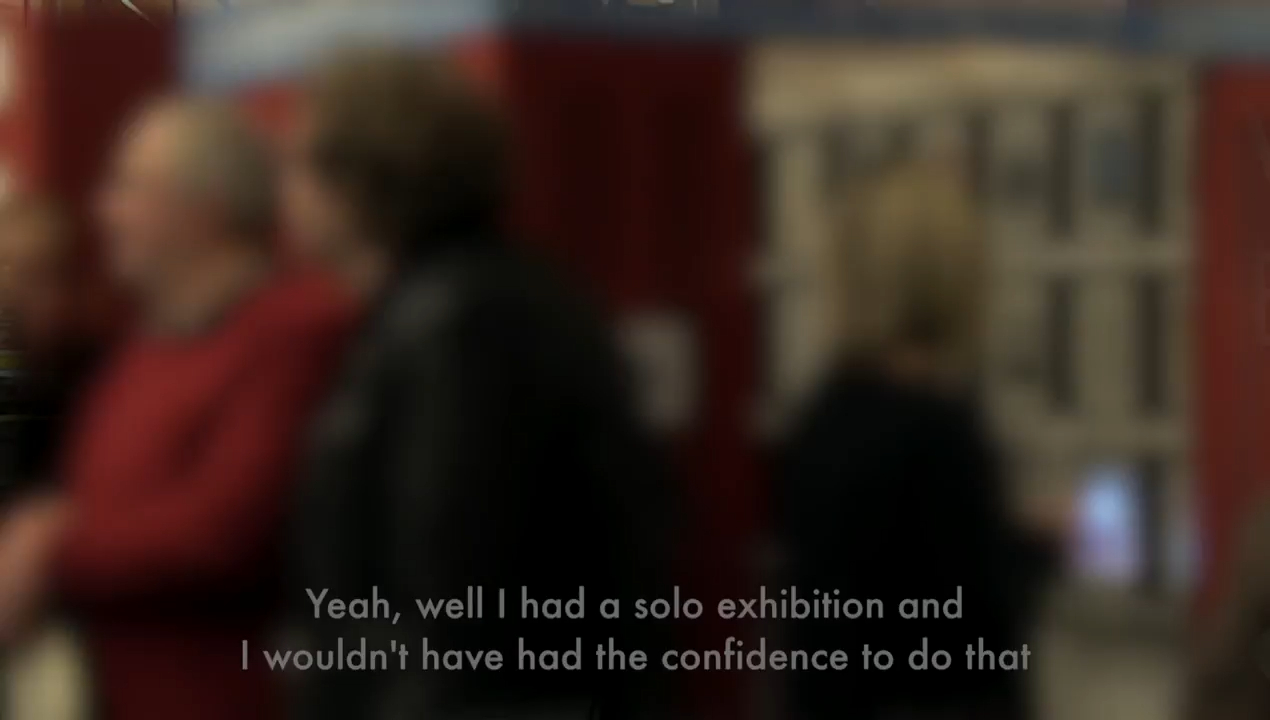 Yeah, well I had a solo exhibition and
I wouldn't have had the confidence to do that